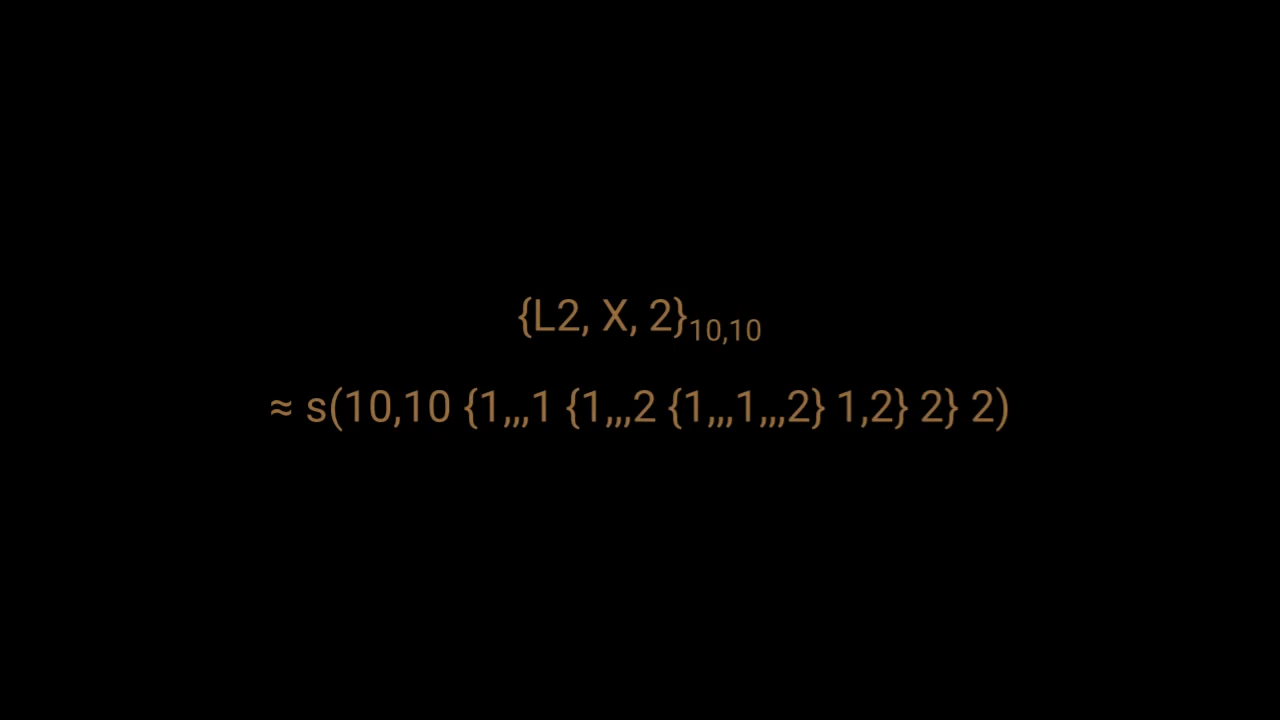 {L2, X, 2}10,10
≈ s(10,10 {1,,,1 {1,,,2 {1,,,1,,,2} 1,2} 2} 2)